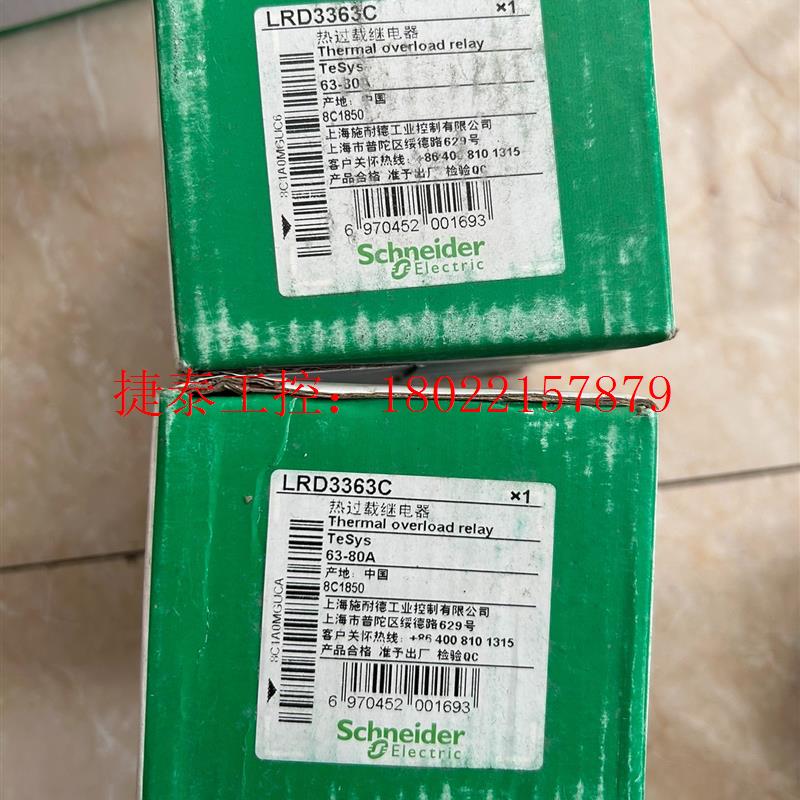 LRD3363C
×1
热过载继电器
Thermal overload relay
TeSys
63-80A
产地: 中国
8C1850
上海施耐德工业控制有限公司
上海市普陀区绥德路629号
客户关怀热线: +86 400 810 1315
产品合格 准予出厂 检验QC
8C1A0MGUC6
6 970452 001693
Schneider
Electric
捷泰工控：18022157879
LRD3363C
×1
热过载继电器
Thermal overload relay
TeSys
63-80A
产地: 中国
8C1850
上海施耐德工业控制有限公司
上海市普陀区绥德路629号
客户关怀热线: +86 400 810 1315
产品合格 准予出厂 检验QC
8C1A0MGUCA
6 970452 001693
Schneider
Electric